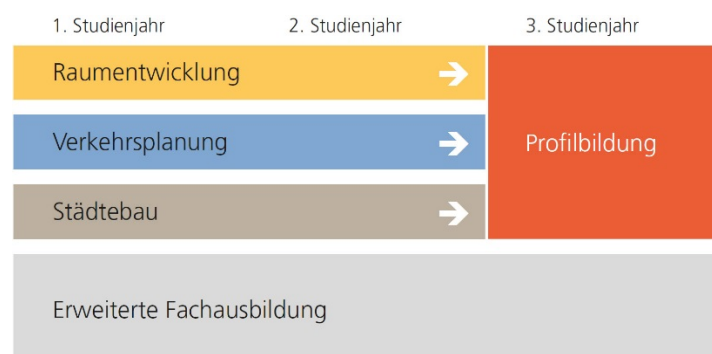 1. Studienjahr 2. Studienjahr 3. Studienjahr
Raumentwicklung
Verkehrsplanung Profilbildung
Städtebau
Erweiterte Fachausbildung